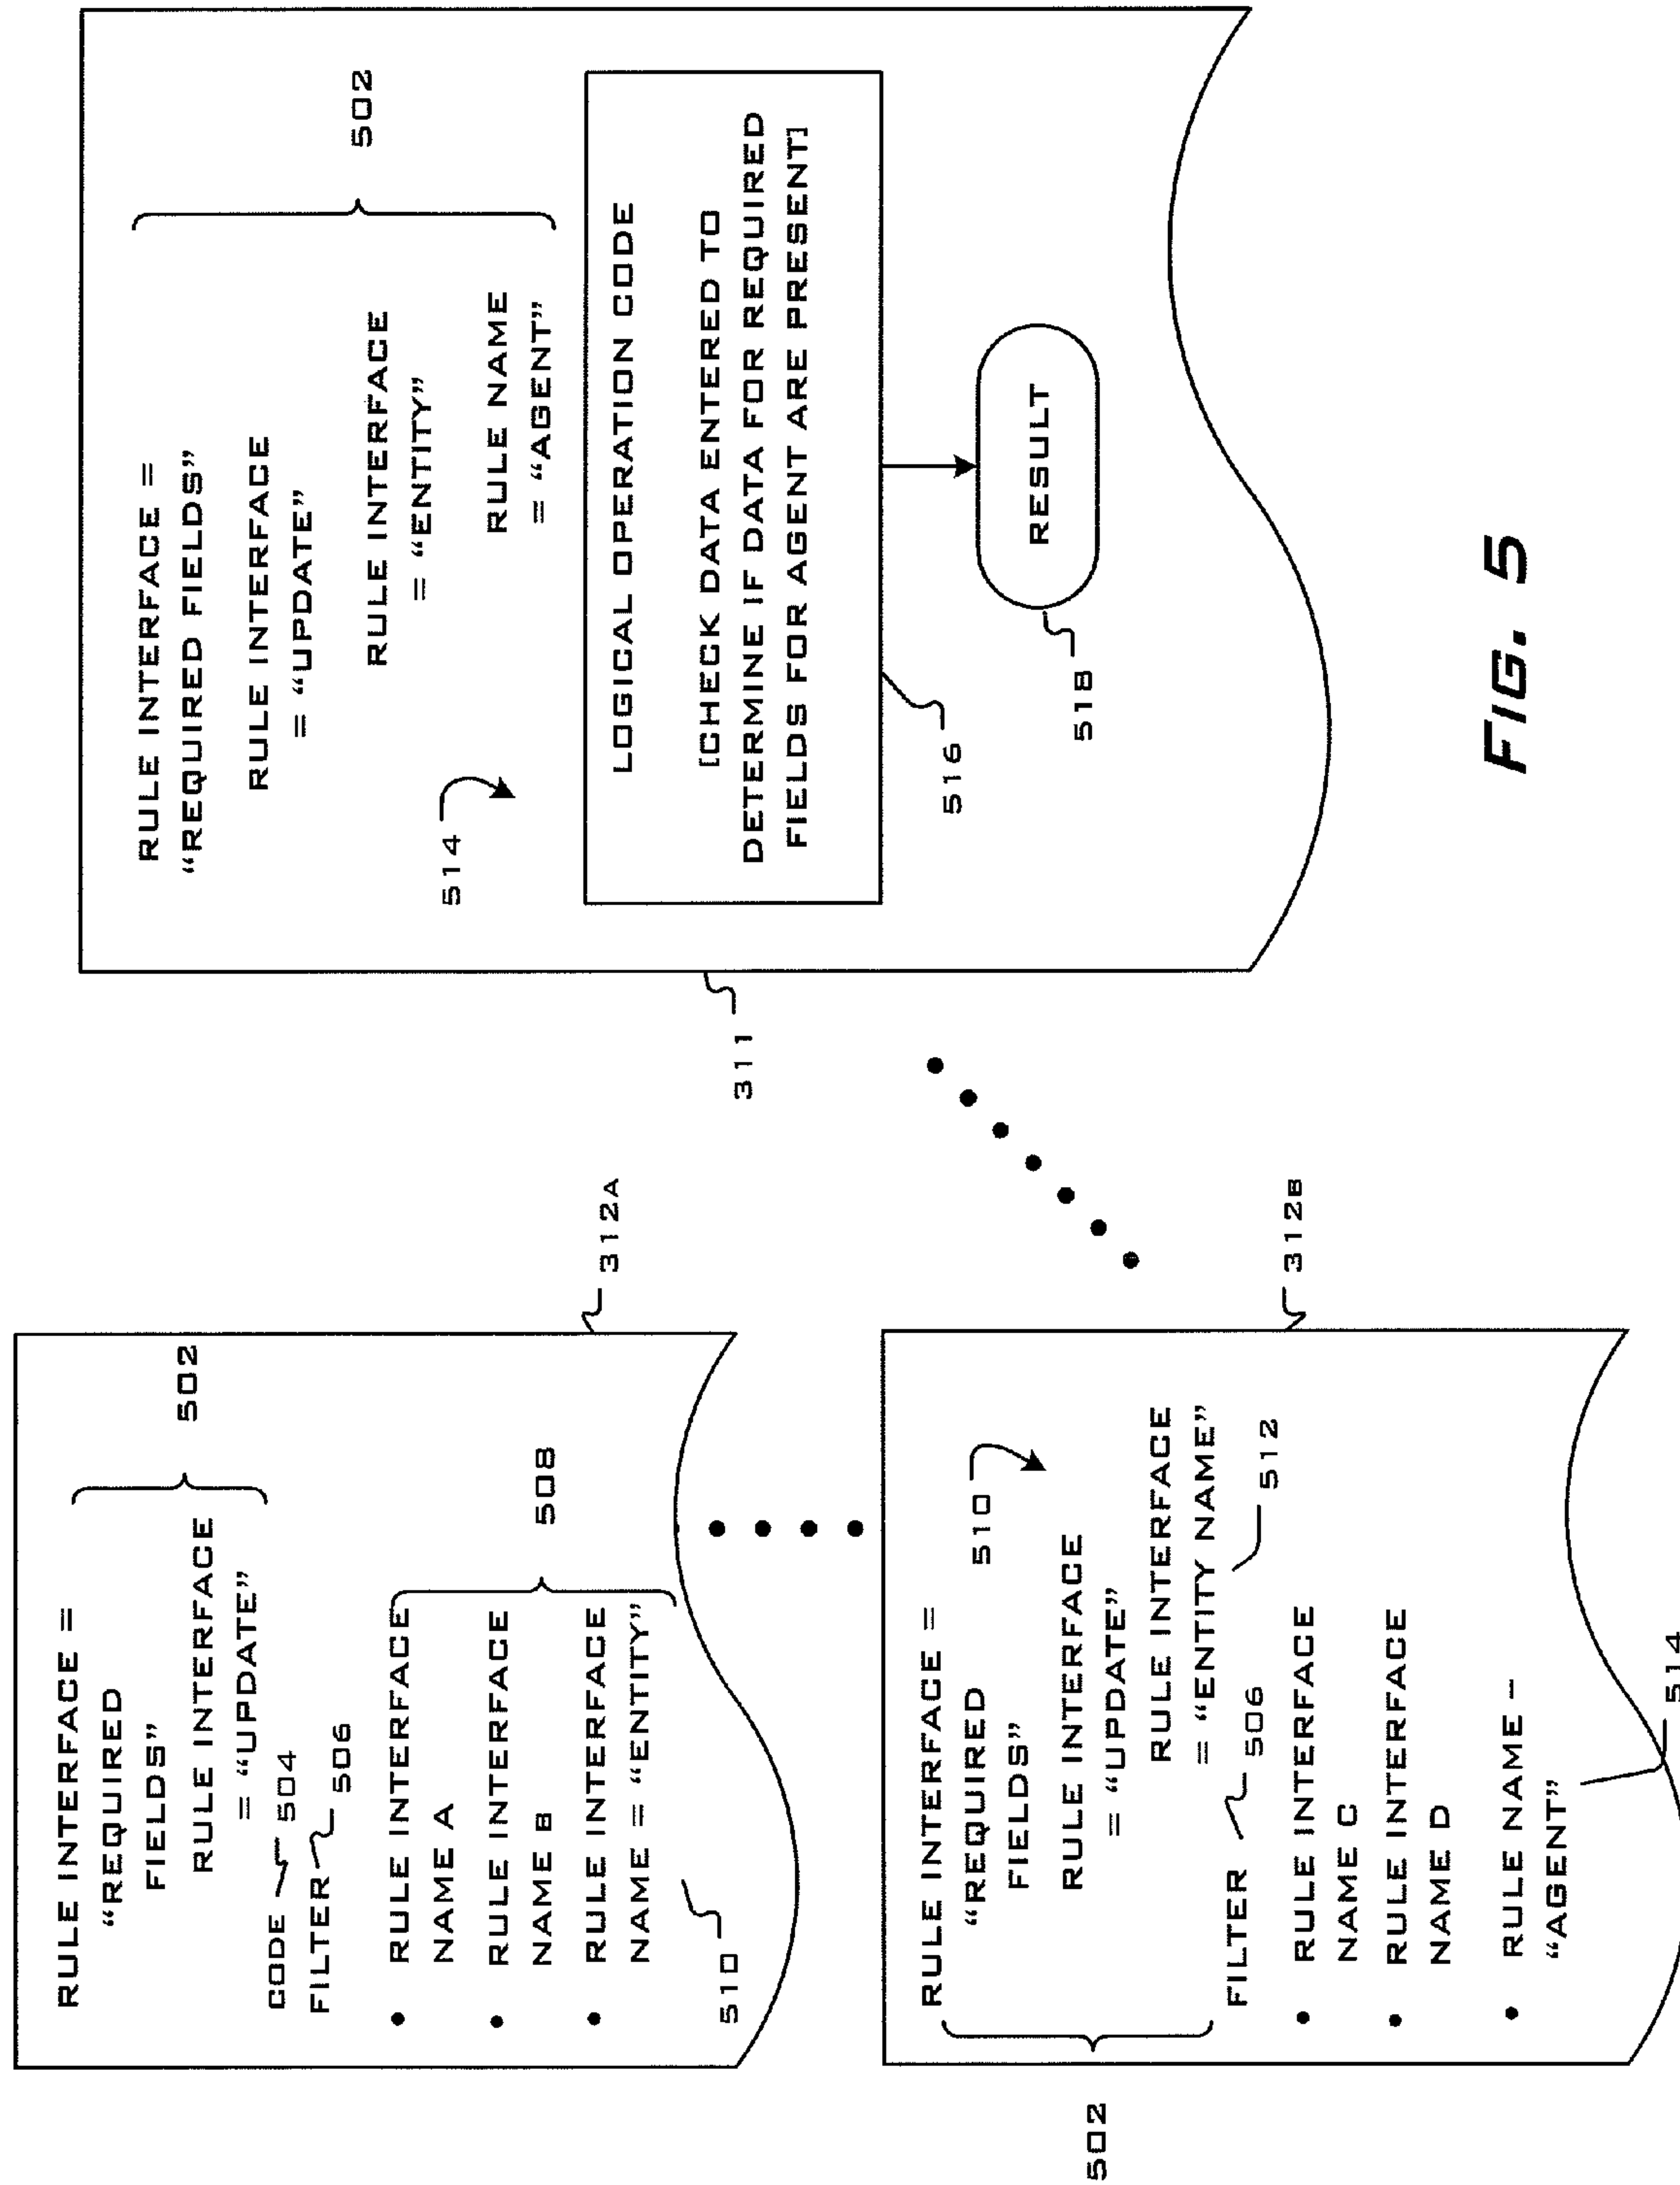 RULE INTERFACE =
"REQUIRED
FIELDS"
502
RULE INTERFACE
= "UPDATE"
CODE 504
FILTER 506
• RULE INTERFACE
NAME A
508
• RULE INTERFACE
NAME B
• RULE INTERFACE
NAME = "ENTITY"
510
312A
RULE INTERFACE =
"REQUIRED
FIELDS"
510
RULE INTERFACE
= "UPDATE"
502
RULE INTERFACE
= "ENTITY NAME"
FILTER 506
512
• RULE INTERFACE
NAME C
• RULE INTERFACE
NAME D
• RULE NAME –
"AGENT"
514
312B
RULE INTERFACE =
"REQUIRED FIELDS"
RULE INTERFACE
= "UPDATE"
502
RULE INTERFACE
= "ENTITY"
514
RULE NAME
= "AGENT"
LOGICAL OPERATION CODE
[CHECK DATA ENTERED TO
DETERMINE IF DATA FOR REQUIRED
FIELDS FOR AGENT ARE PRESENT]
311
516
RESULT
518
FIG. 5